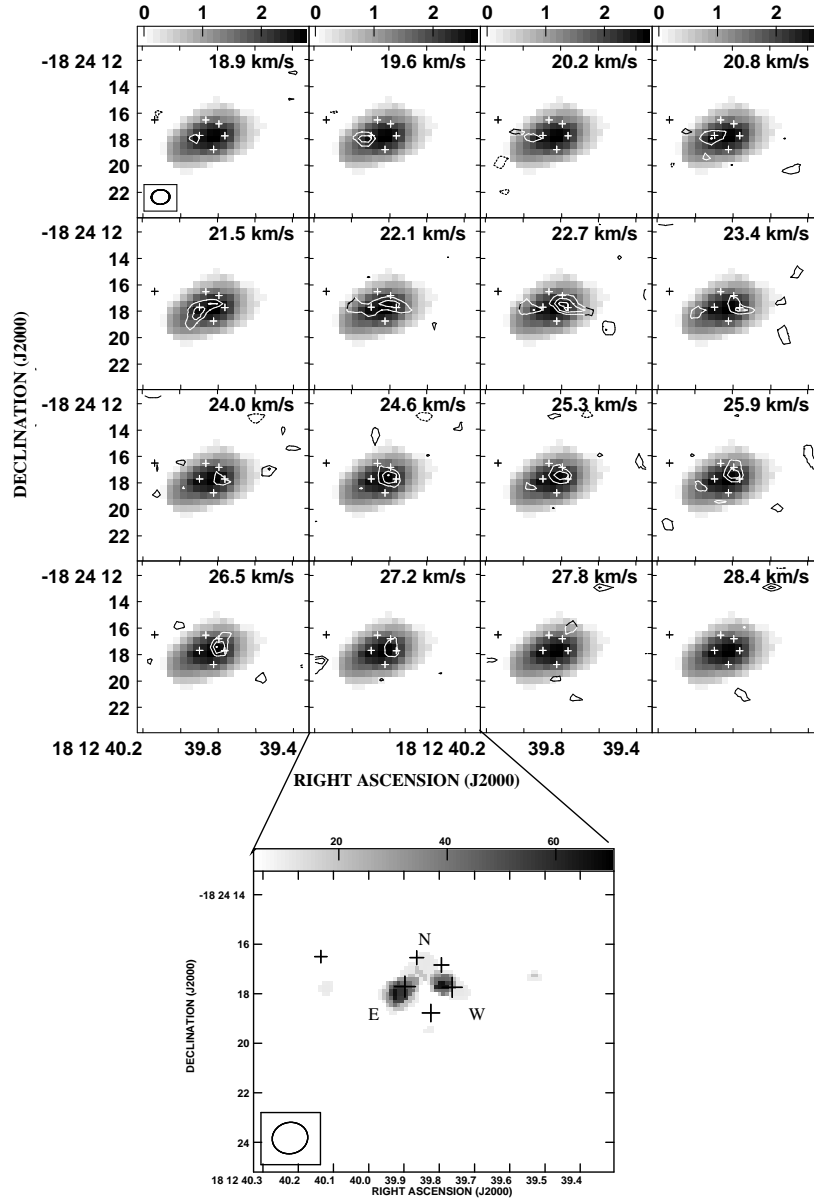 0 1 2 0 1 2 0 1 2 0 1 2
-18 24 12 18.9 km/s 19.6 km/s 20.2 km/s 20.8 km/s
14
16
18
20
22
-18 24 12 21.5 km/s 22.1 km/s 22.7 km/s 23.4 km/s
14
16
18
20
22
DECLINATION (J2000)
-18 24 12 24.0 km/s 24.6 km/s 25.3 km/s 25.9 km/s
14
16
18
20
22
-18 24 12 26.5 km/s 27.2 km/s 27.8 km/s 28.4 km/s
14
16
18
20
22
18 12 40.2 39.8 39.4 18 12 40.2 39.8 39.4
RIGHT ASCENSION (J2000)
20 40 60
-18 24 14
N
16
18
E W
DECLINATION (J2000)
20
22
24
18 12 40.3 40.2 40.1 40.0 39.9 39.8 39.7 39.6 39.5 39.4
RIGHT ASCENSION (J2000)